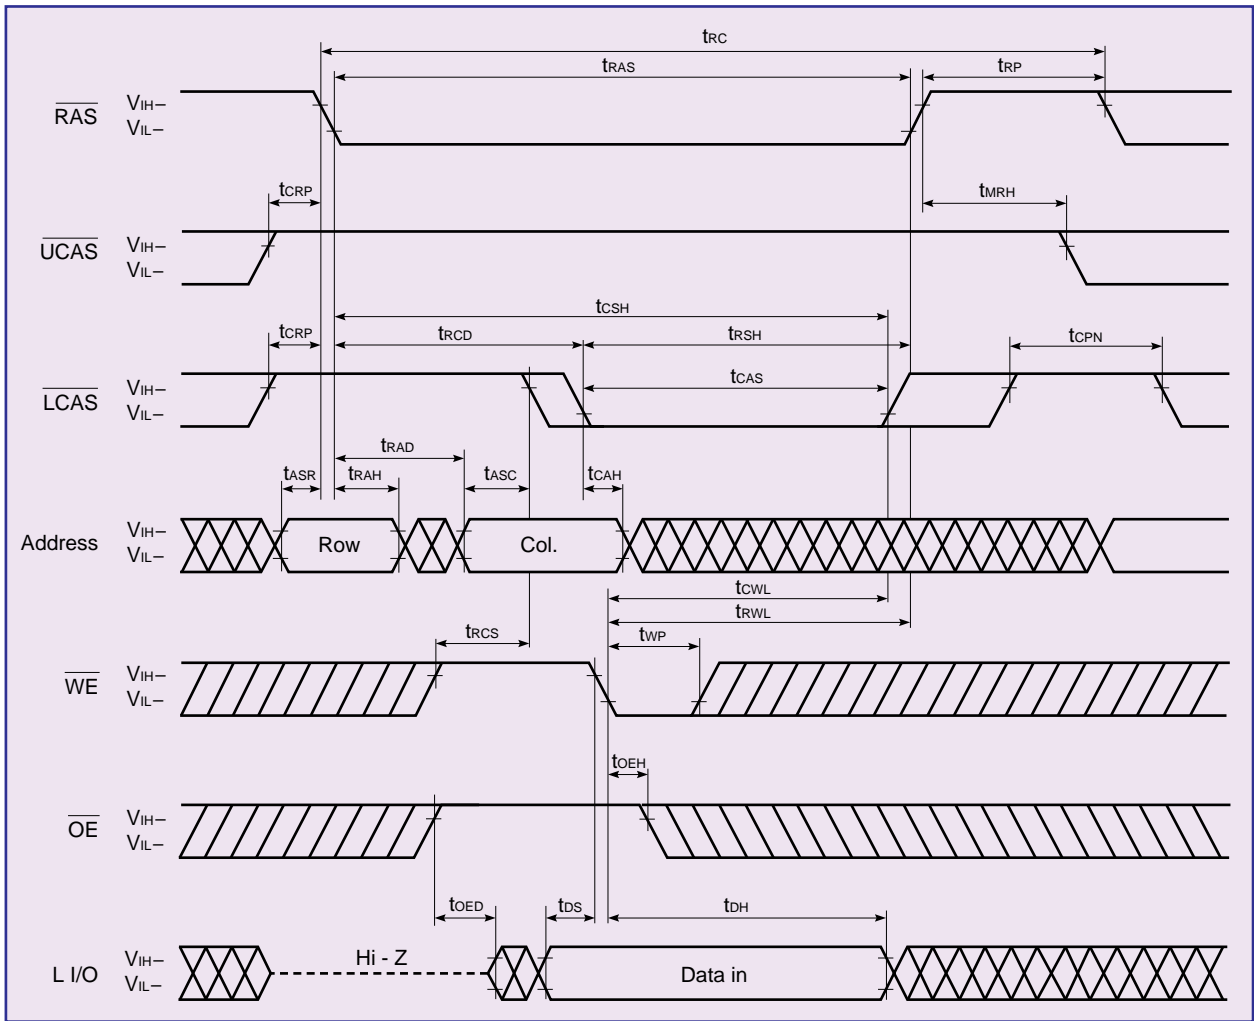 tRC
tRAS
tRP
RAS
VIH–
VIL–
tCRP
tMRH
UCAS
VIH–
VIL–
tCSH
tCRP
tRCD
tRSH
tCPN
tCAS
LCAS
VIH–
VIL–
tRAD
tASR
tRAH
tASC
tCAH
Address
VIH–
VIL–
Row
Col.
tCWL
tRWL
tRCS
tWP
WE
VIH–
VIL–
tOEH
OE
VIH–
VIL–
tOED
tDS
tDH
L I/O
VIH–
VIL–
Hi - Z
Data in